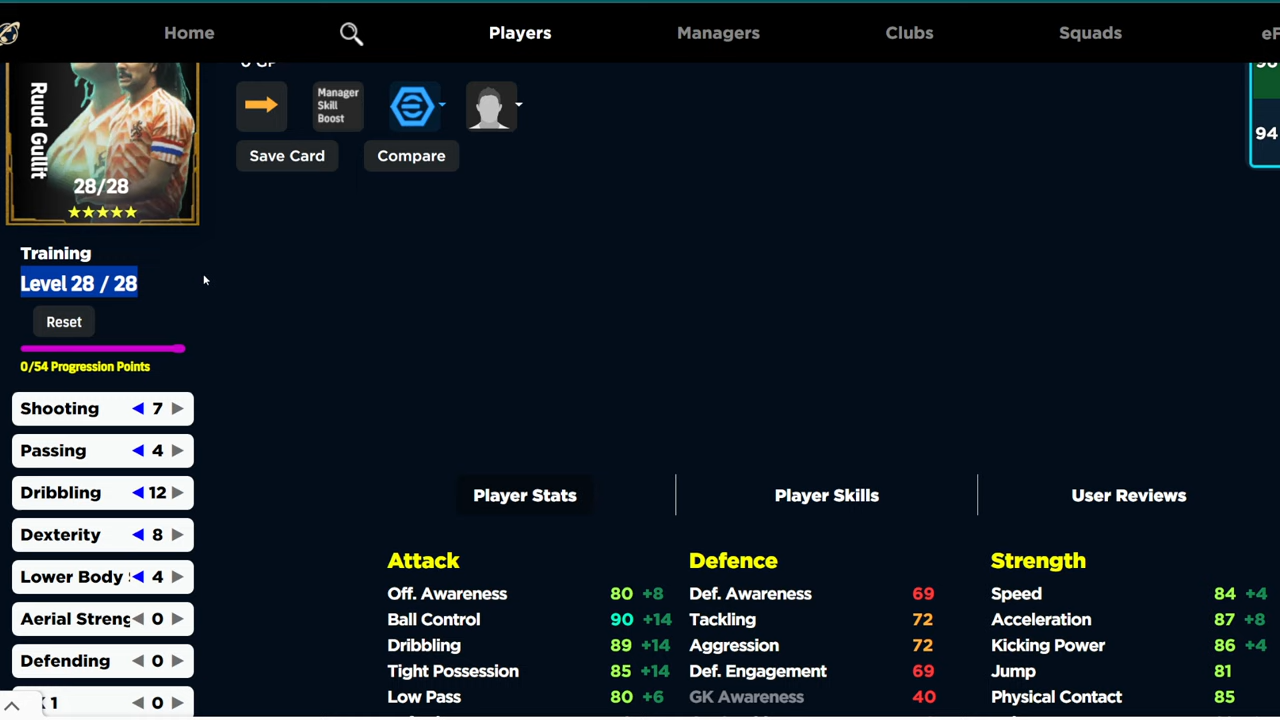 Home
Players
Managers
Clubs
Squads
eF
0 GP
Ruud Gullit
28/28
Manager
Skill
Boost
Save Card
Compare
94
Training
Level 28 / 28
Reset
0/54 Progression Points
Shooting 7
Passing 4
Dribbling 12
Dexterity 8
Lower Body 4
Aerial Streng 0
Defending 0
1 0
Player Stats
Player Skills
User Reviews
Attack
Off. Awareness 80 +8
Ball Control 90 +14
Dribbling 89 +14
Tight Possession 85 +14
Low Pass 80 +6
Defence
Def. Awareness 69
Tackling 72
Aggression 72
Def. Engagement 69
GK Awareness 40
Strength
Speed 84 +4
Acceleration 87 +8
Kicking Power 86 +4
Jump 81
Physical Contact 85